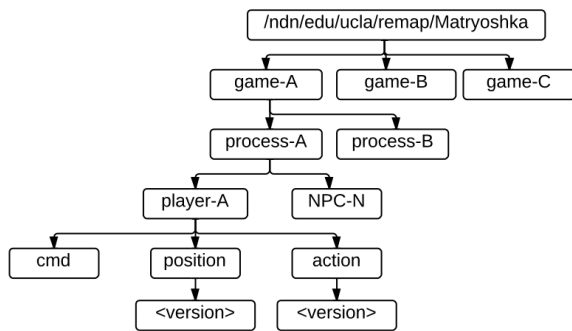 /ndn/edu/ucla/remap/Matryoshka
game-A game-B game-C
process-A process-B
player-A NPC-N
cmd position action
<version> <version>